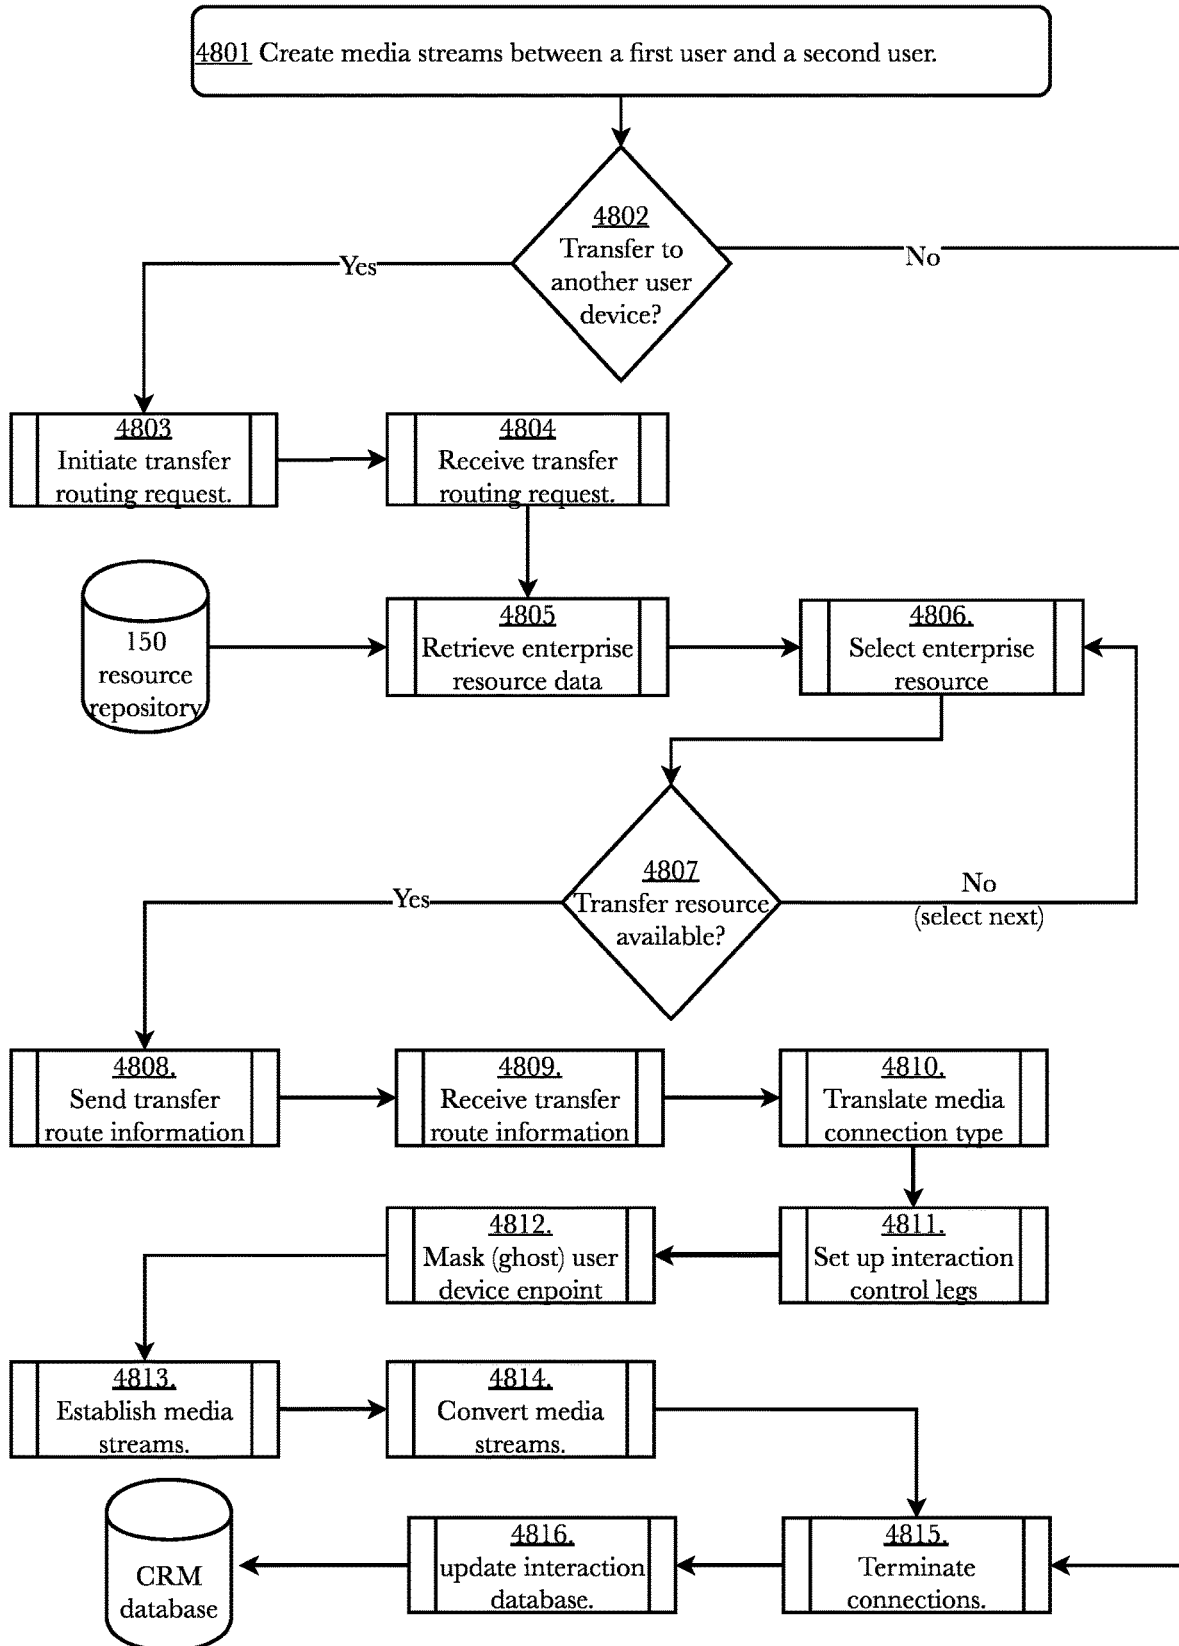 4801 Create media streams between a first user and a second user.
4802
Transfer to
another user
device?
Yes
No
4803
Initiate transfer
routing request.
4804
Receive transfer
routing request.
150
resource
repository
4805
Retrieve enterprise
resource data
4806.
Select enterprise
resource
4807
Transfer resource
available?
Yes
No
(select next)
4808.
Send transfer
route information
4809.
Receive transfer
route information
4810.
Translate media
connection type
4812.
Mask (ghost) user
device enpoint
4811.
Set up interaction
control legs
4813.
Establish media
streams.
4814.
Convert media
streams.
CRM
database
4816.
update interaction
database.
4815.
Terminate
connections.